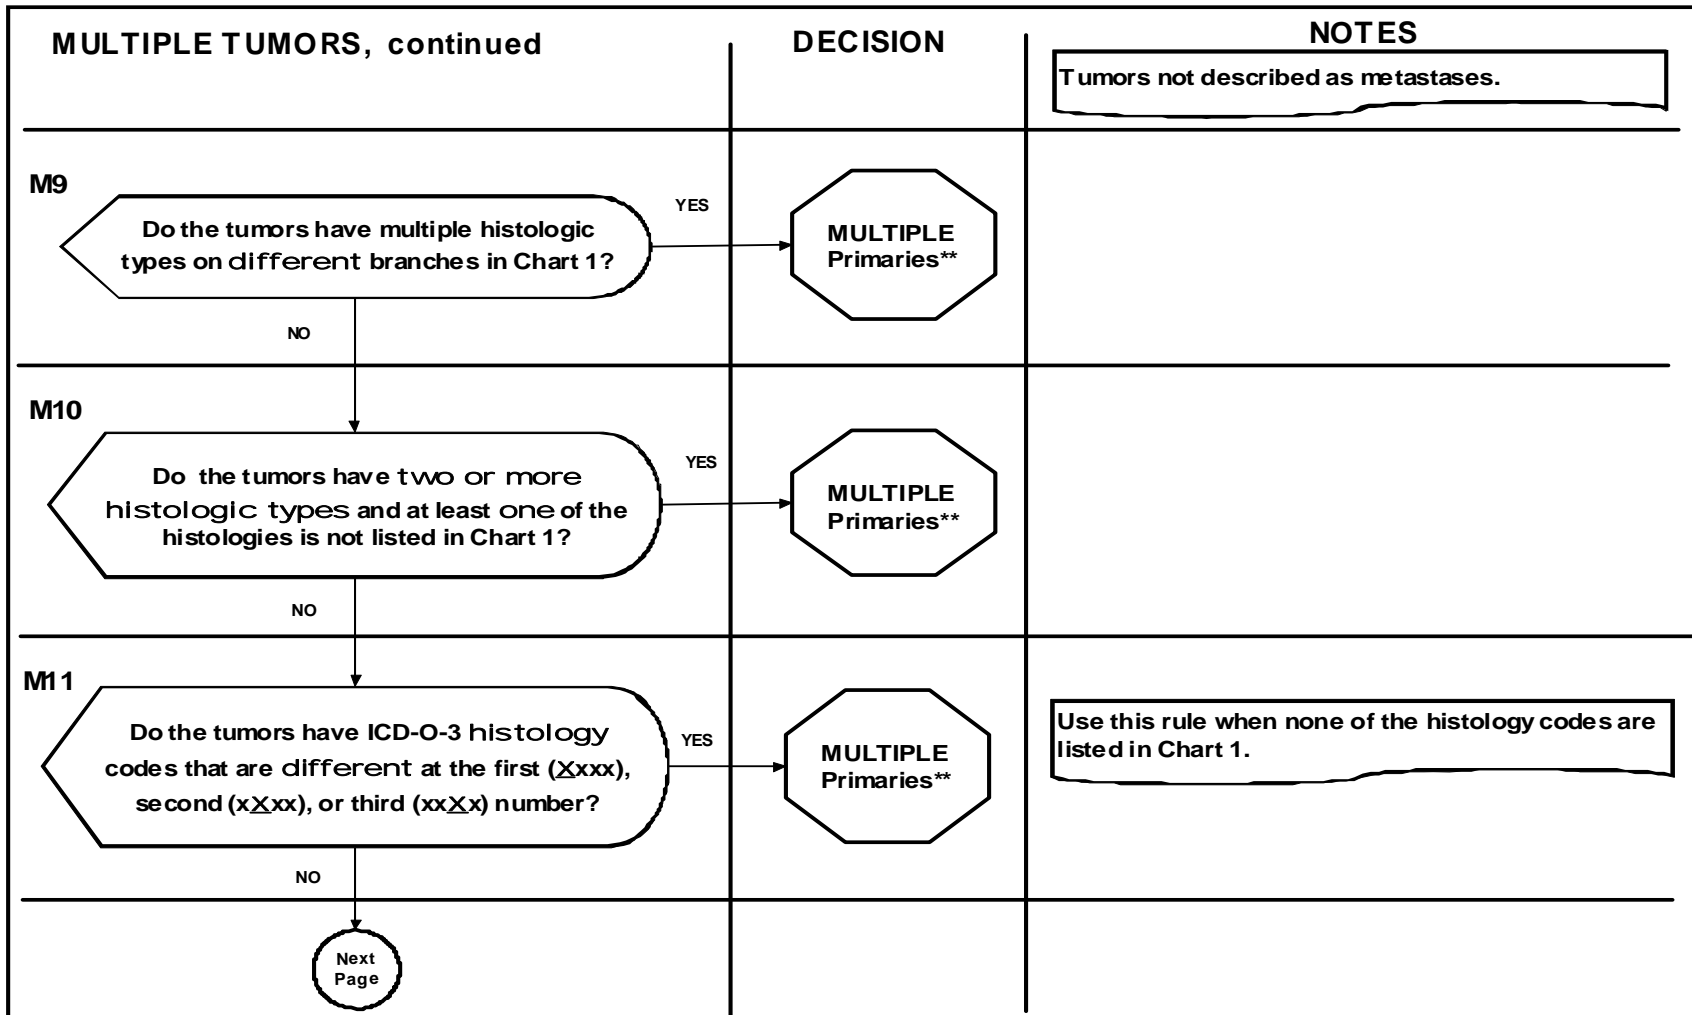 MULTIPLE TUMORS, continued
DECISION
NOTES
Tumors not described as metastases.
M9
Do the tumors have multiple histologic
types on different branches in Chart 1?
YES
MULTIPLE
Primaries**
NO
M10
Do the tumors have two or more
histologic types and at least one of the
histologies is not listed in Chart 1?
YES
MULTIPLE
Primaries**
NO
M11
Do the tumors have ICD-O-3 histology
codes that are different at the first (Xxxx),
second (xXxx), or third (xxXx) number?
YES
MULTIPLE
Primaries**
Use this rule when none of the histology codes are
listed in Chart 1.
NO
Next
Page